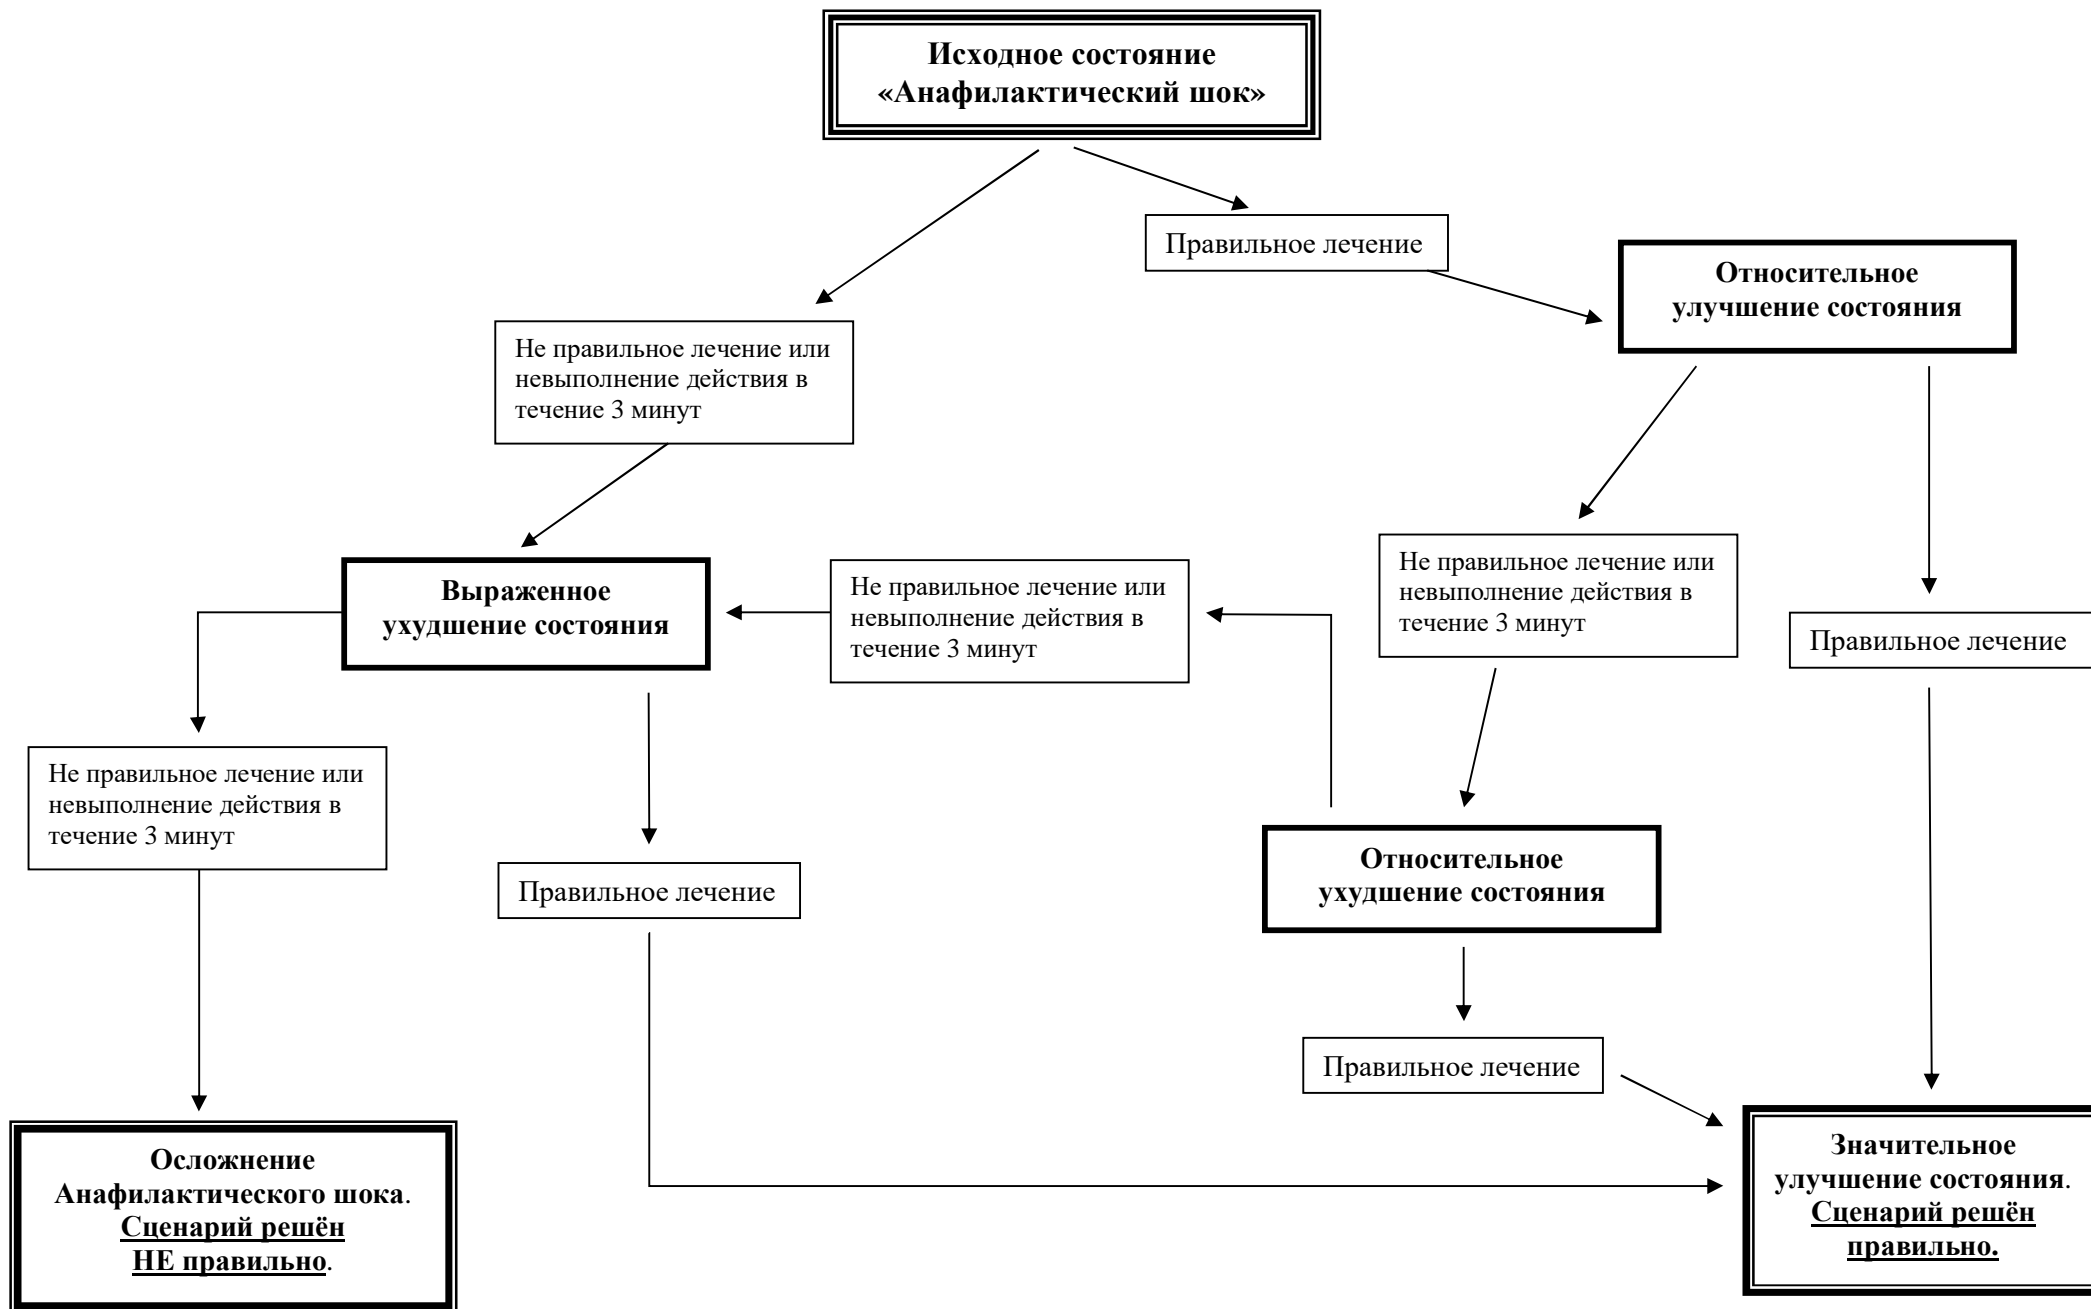 Исходное состояние
«Анафилактический шок»
Правильное лечение
Относительное
улучшение состояния
Не правильное лечение или
невыполнение действия в
течение 3 минут
Выраженное
ухудшение состояния
Не правильное лечение или
невыполнение действия в
течение 3 минут
Не правильное лечение или
невыполнение действия в
течение 3 минут
Правильное лечение
Не правильное лечение или
невыполнение действия в
течение 3 минут
Правильное лечение
Относительное
ухудшение состояния
Правильное лечение
Осложнение
Анафилактического шока.
Сценарий решён
НЕ правильно.
Значительное
улучшение состояния.
Сценарий решён
правильно.